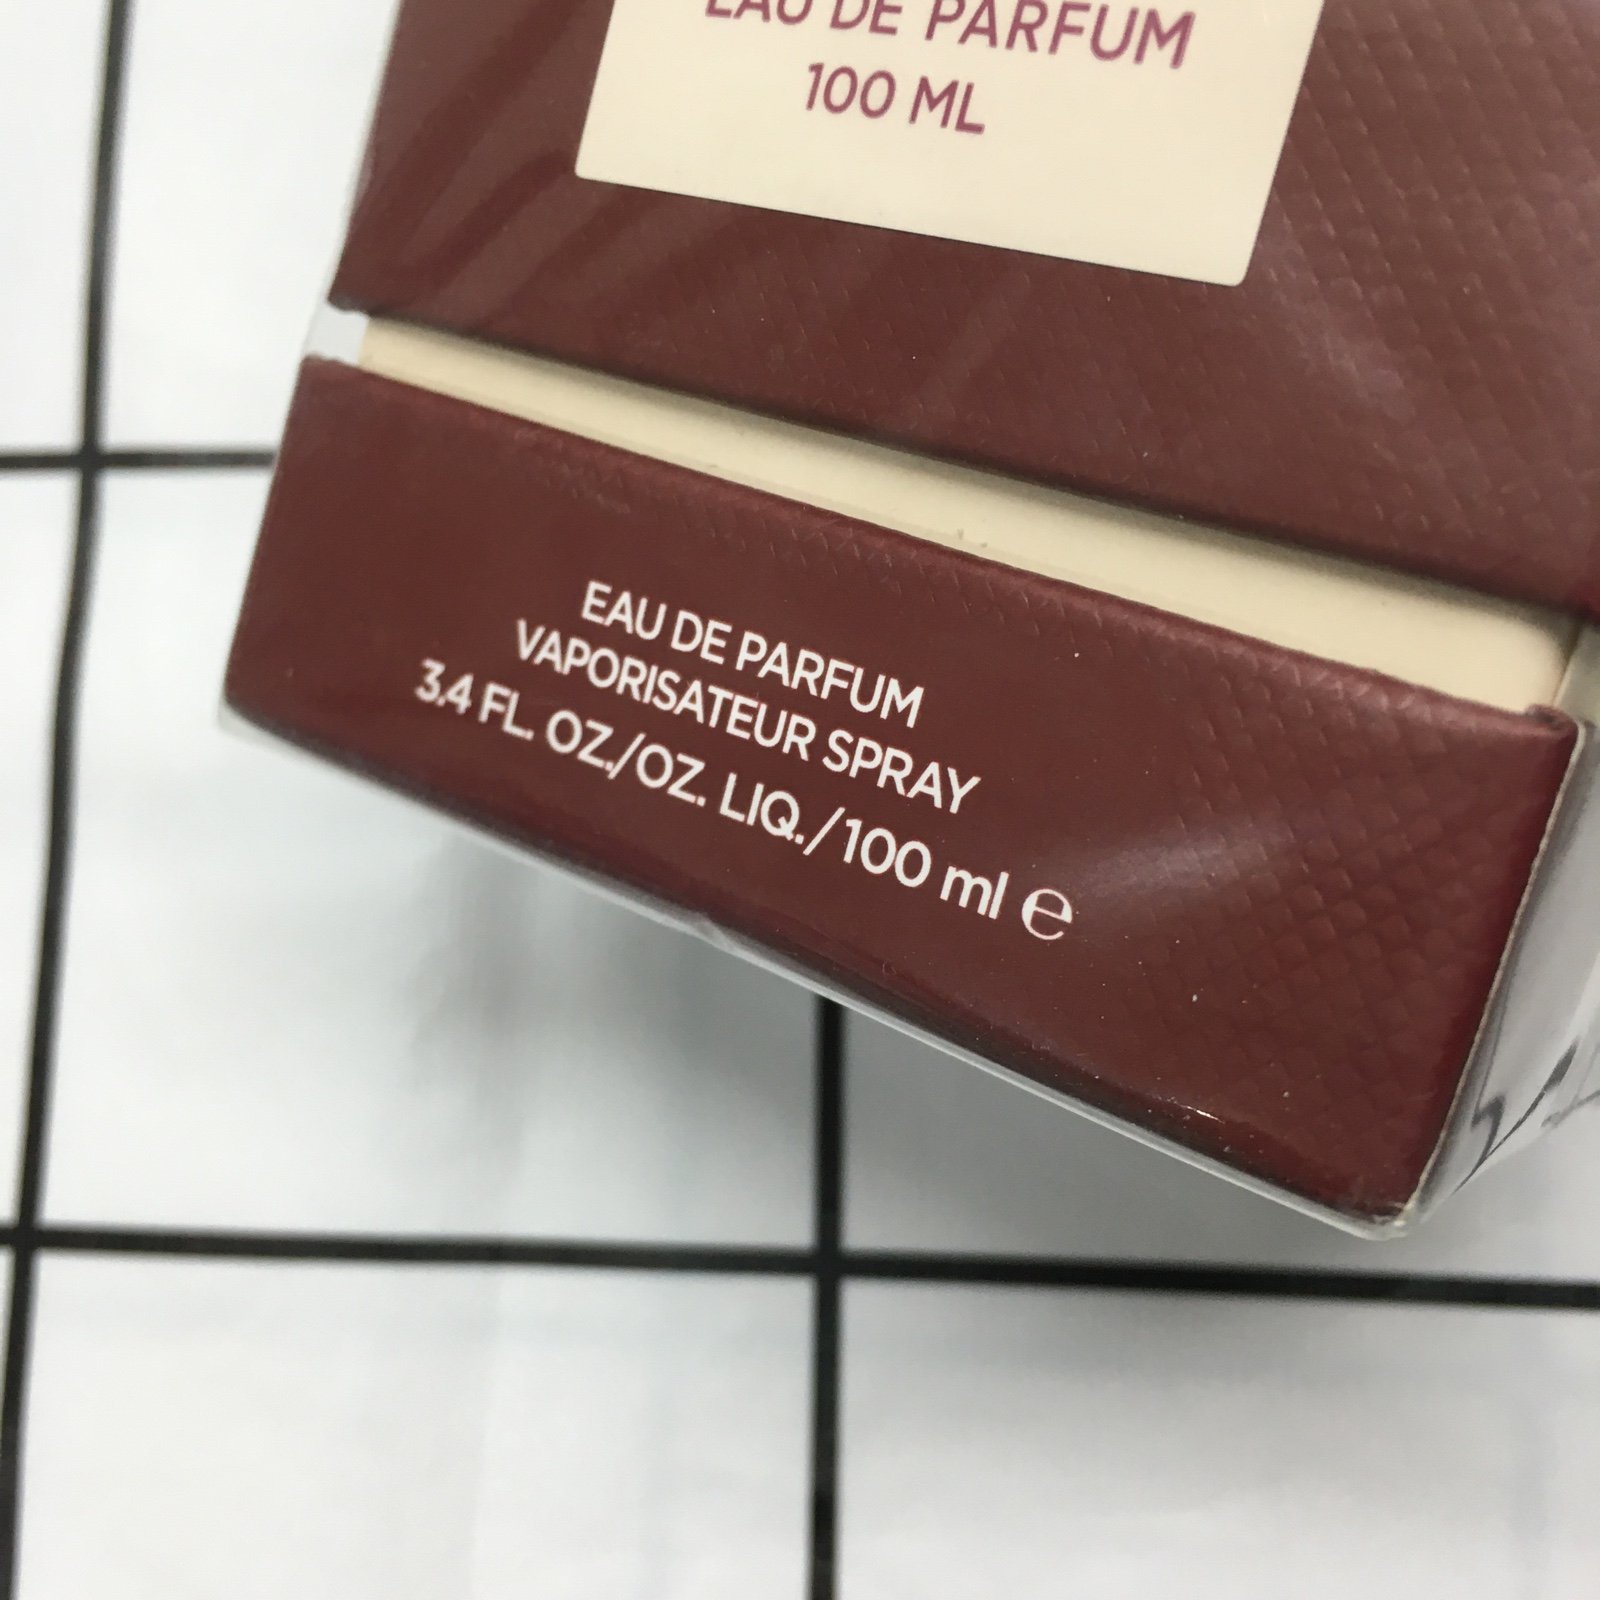 EAU DE PARFUM
100 ML
EAU DE PARFUM
VAPORISATEUR SPRAY
3.4 FL. OZ./OZ. LIQ./100 ml ℮